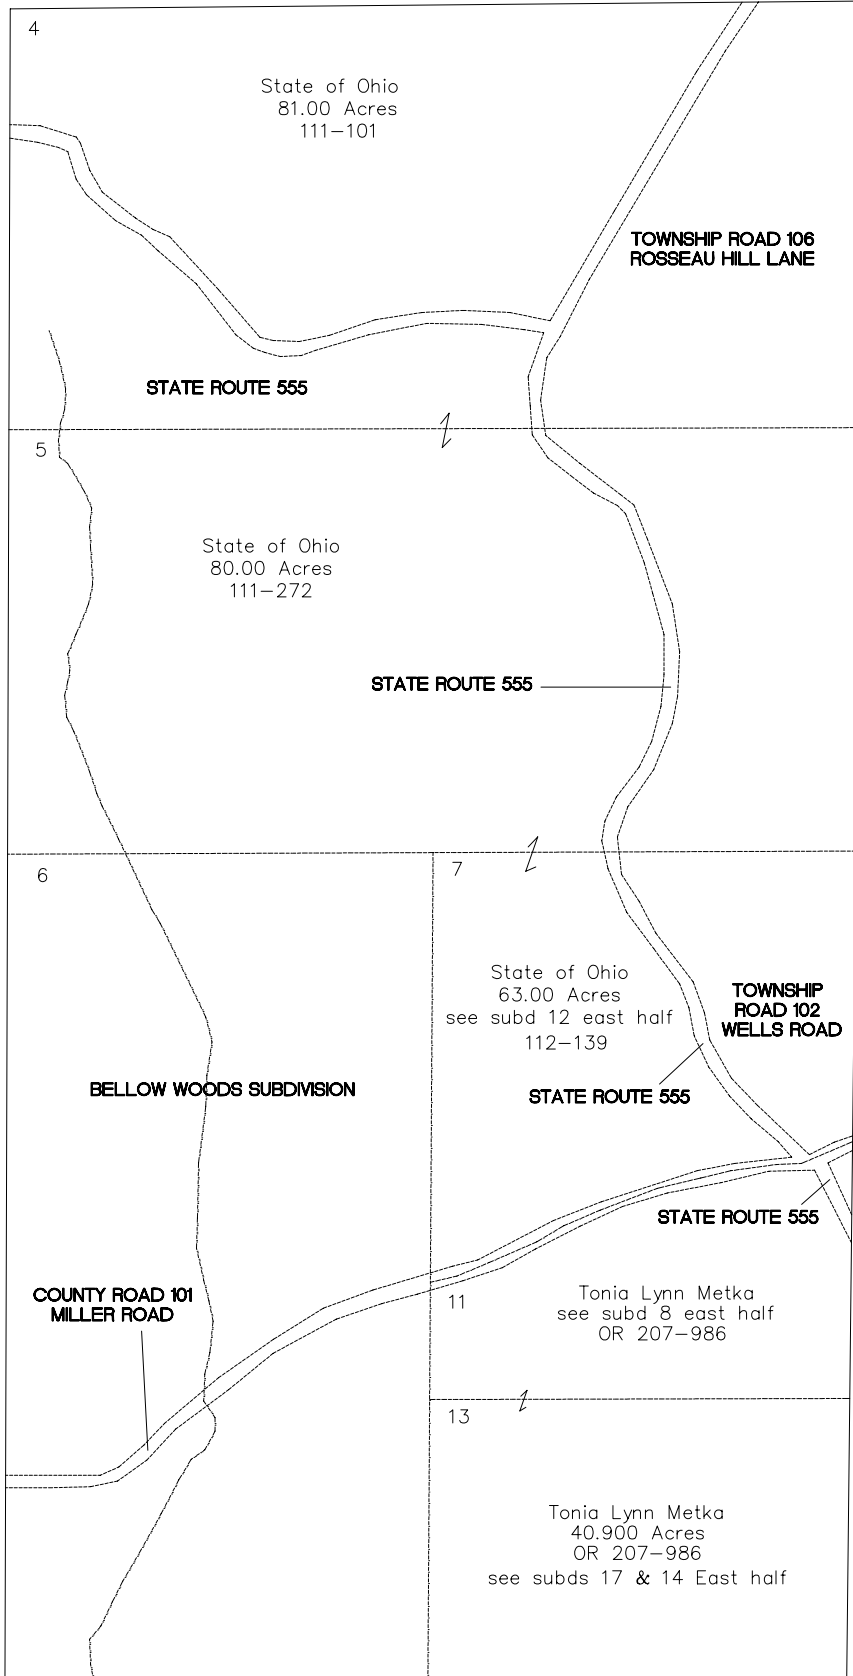 4
State of Ohio
81.00 Acres
111-101
TOWNSHIP ROAD 106
ROSSEAU HILL LANE
STATE ROUTE 555
5
State of Ohio
80.00 Acres
111-272
STATE ROUTE 555
6
7
State of Ohio
63.00 Acres
see subd 12 east half
112-139
TOWNSHIP
ROAD 102
WELLS ROAD
BELLOW WOODS SUBDIVISION
STATE ROUTE 555
STATE ROUTE 555
COUNTY ROAD 101
MILLER ROAD
11
Tonia Lynn Metka
see subd 8 east half
OR 207-986
13
Tonia Lynn Metka
40.900 Acres
OR 207-986
see subds 17 & 14 East half